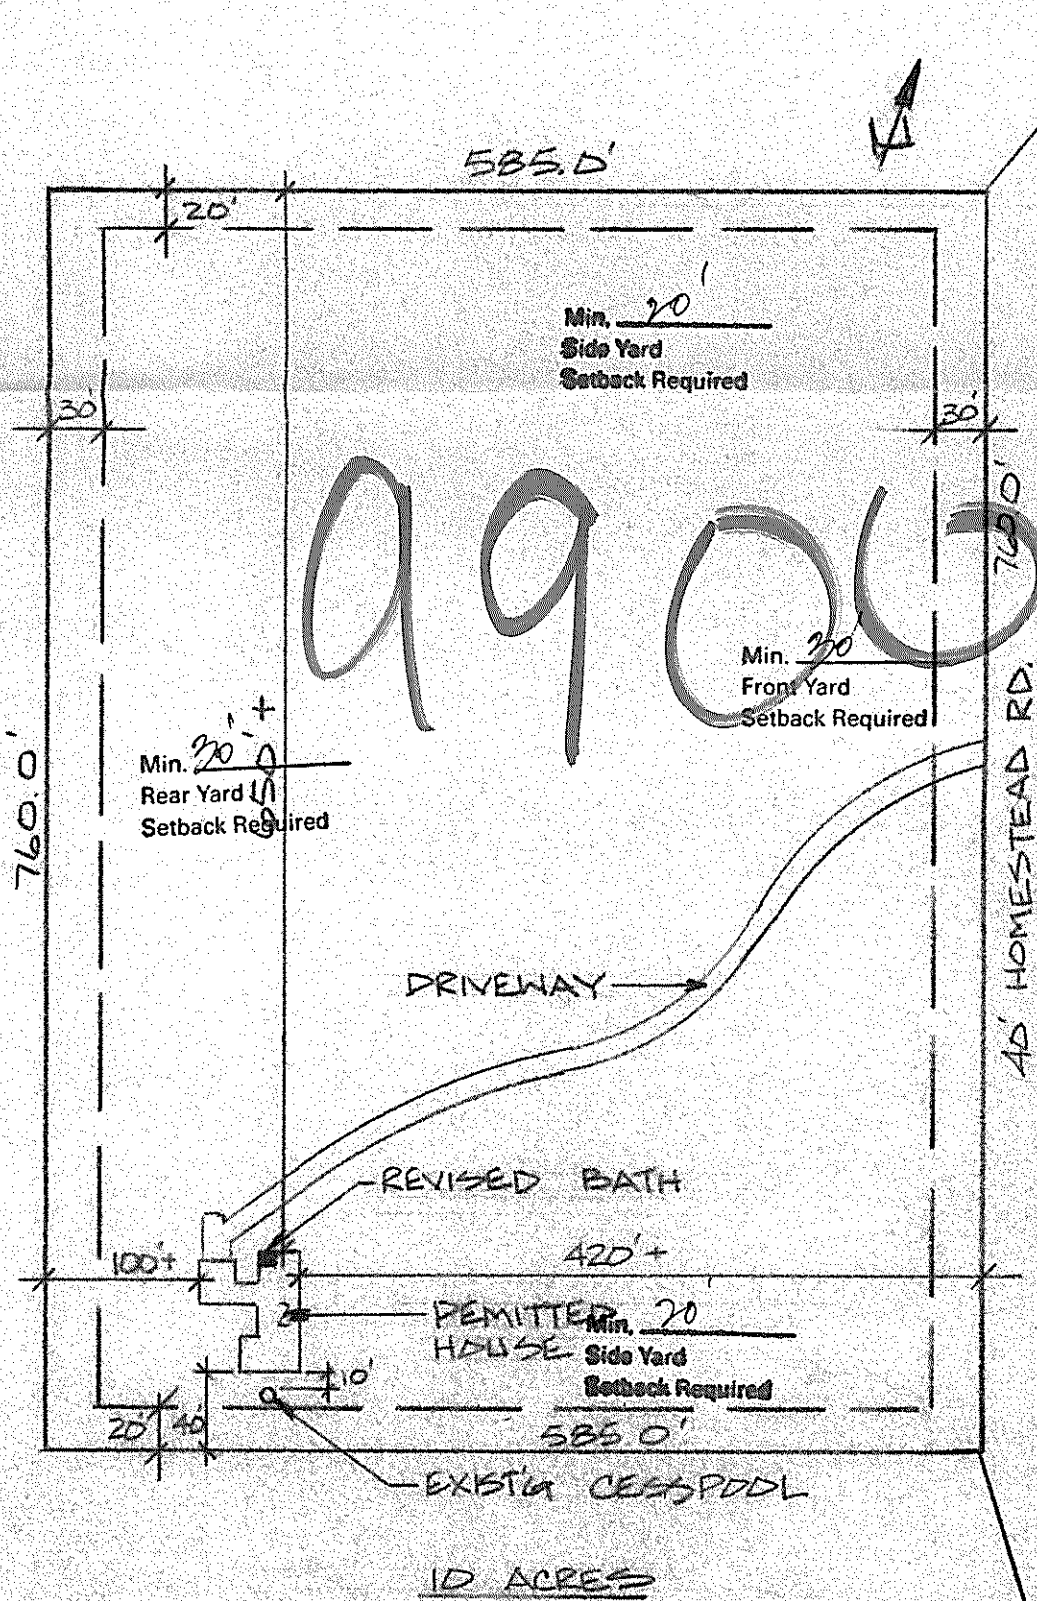 585.0'
20'
Min. 20'
Side Yard
Setback Required
30'
30'
760.0'
Min. 30'
Front Yard
Setback Required
550'+
Min. 30'
Rear Yard
Setback Required
760.0'
40' HOMESTEAD RD.
DRIVEWAY
REVISED BATH
100'+
420'+
PEMITTED
HOUSE
Min. 20'
Side Yard
Setback Required
10'
20'
40'
585.0'
EXIST'G CESSPOOL
10 ACRES